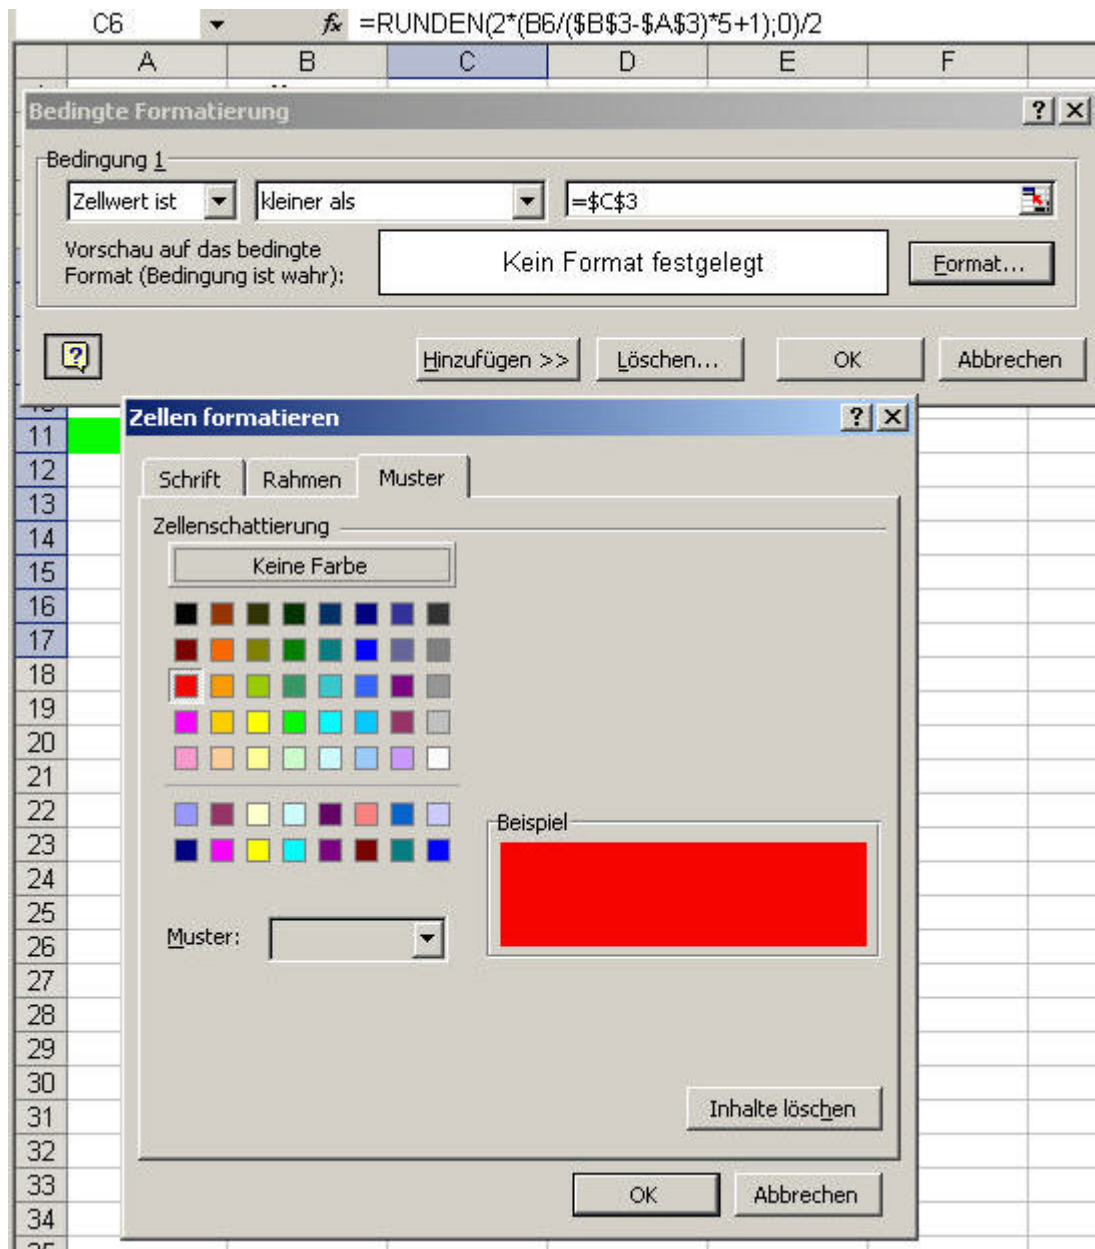 C6 fx =RUNDEN(2*(B6/($B$3-$A$3)*5+1);0)/2
A B C D E F
Bedingte Formatierung
Bedingung 1
Zellwert ist kleiner als =$C$3
Vorschau auf das bedingte
Format (Bedingung ist wahr):
Kein Format festgelegt
Format...
Hinzufügen >> Löschen... OK Abbrechen
Zellen formatieren
11
12
13
14
15
16
17
18
19
20
21
22
23
24
25
26
27
28
29
30
31
32
33
34
Schrift Rahmen Muster
Zellenschattierung
Keine Farbe
Beispiel
Muster:
Inhalte löschen
OK Abbrechen